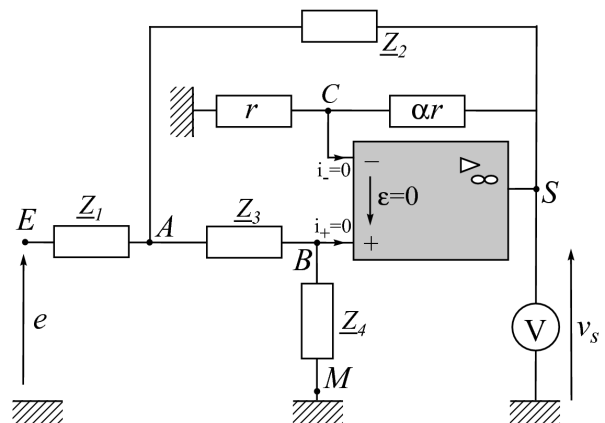 Z₂
C
r
αr
i₋=0
−
▷
∞
ε=0
S
E
Z₁
A
Z₃
i₊=0
+
B
e
Z₄
V
vₛ
M